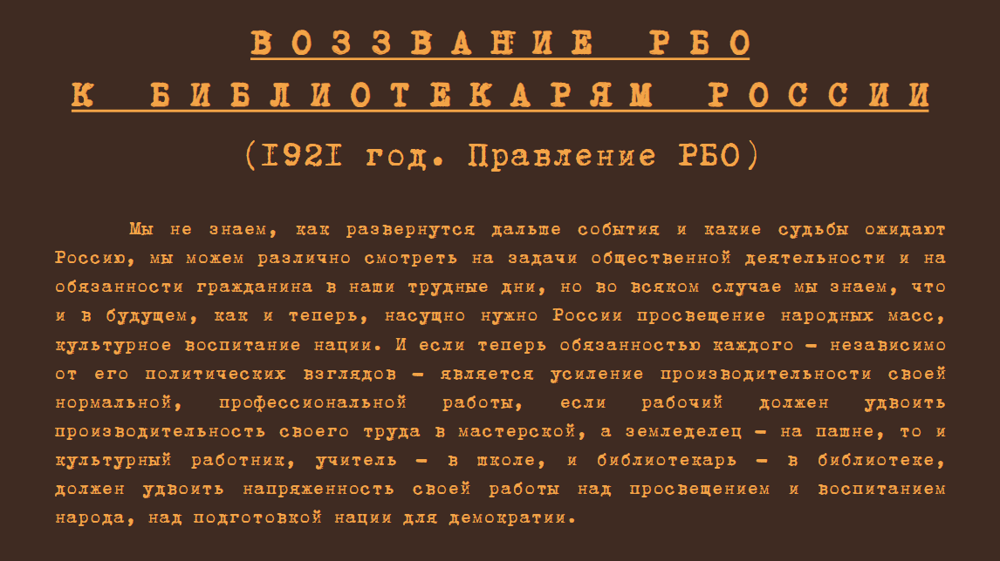 ВОЗЗВАНИЕ РБО
К БИБЛИОТЕКАРЯМ РОССИИ
(1921 год. Правление РБО)
Мы не знаем, как развернутся дальше события и какие судьбы ожидают
Россию, мы можем различно смотреть на задачи общественной деятельности и на
обязанности гражданина в наши трудные дни, но во всяком случае мы знаем, что
и в будущем, как и теперь, насущно нужно России просвещение народных масс,
культурное воспитание нации. И если теперь обязанностью каждого – независимо
от его политических взглядов – является усиление производительности своей
нормальной, профессиональной работы, если рабочий должен удвоить
производительность своего труда в мастерской, а земледелец – на пашне, то и
культурный работник, учитель – в школе, и библиотекарь – в библиотеке,
должен удвоить напряженность своей работы над просвещением и воспитанием
народа, над подготовкой нации для демократии.